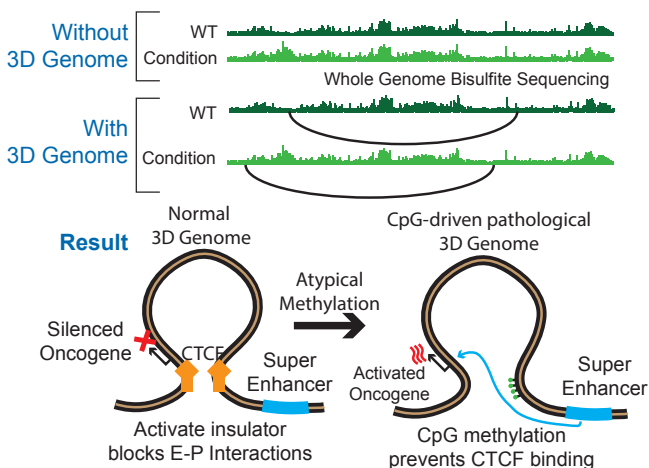 Without
3D Genome
WT
Condition
Whole Genome Bisulfite Sequencing
With
3D Genome
WT
Condition
Result
Normal
3D Genome
CpG-driven pathological
3D Genome
Atypical
Methylation
Silenced
Oncogene
CTCF
Super
Enhancer
Activated
Oncogene
Super
Enhancer
Activate insulator
blocks E-P Interactions
CpG methylation
prevents CTCF binding